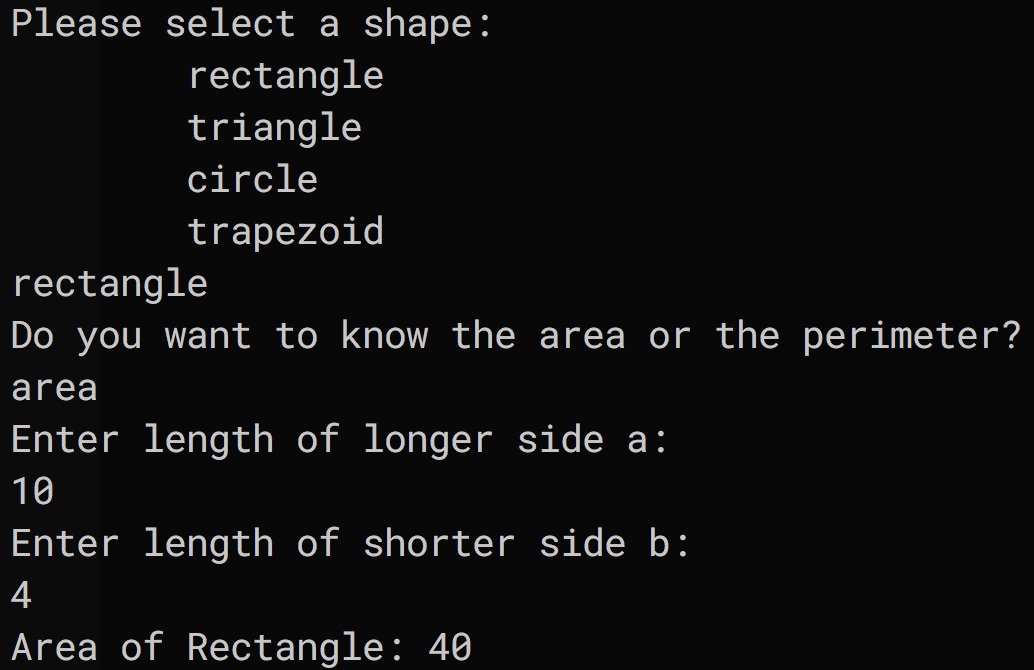 Please select a shape:
rectangle
triangle
circle
trapezoid
rectangle
Do you want to know the area or the perimeter?
area
Enter length of longer side a:
10
Enter length of shorter side b:
4
Area of Rectangle: 40